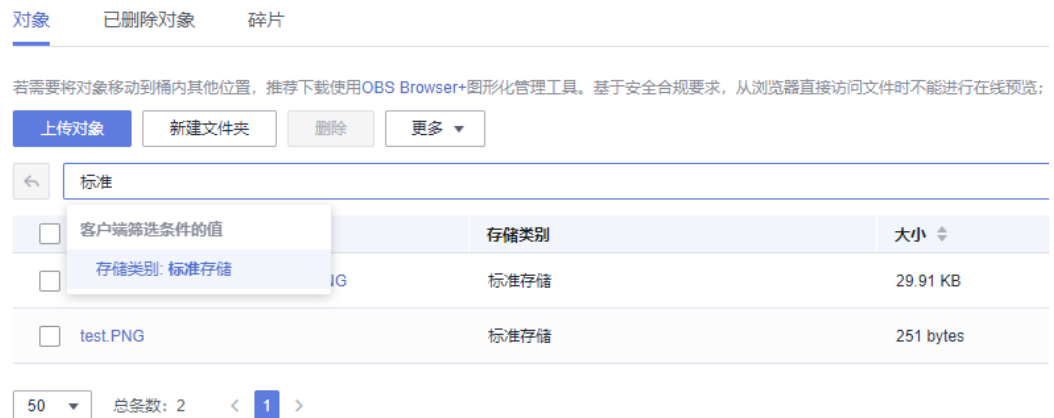 对象 已删除对象 碎片
若需要将对象移动到桶内其他位置，推荐下载使用OBS Browser+图形化管理工具。基于安全合规要求，从浏览器直接访问文件时不能进行在线预览；
上传对象 新建文件夹 删除 更多
标准
客户端筛选条件的值 存储类别 大小
存储类别: 标准存储
NG 标准存储 29.91 KB
test.PNG 标准存储 251 bytes
50 总条数: 2 < 1 >